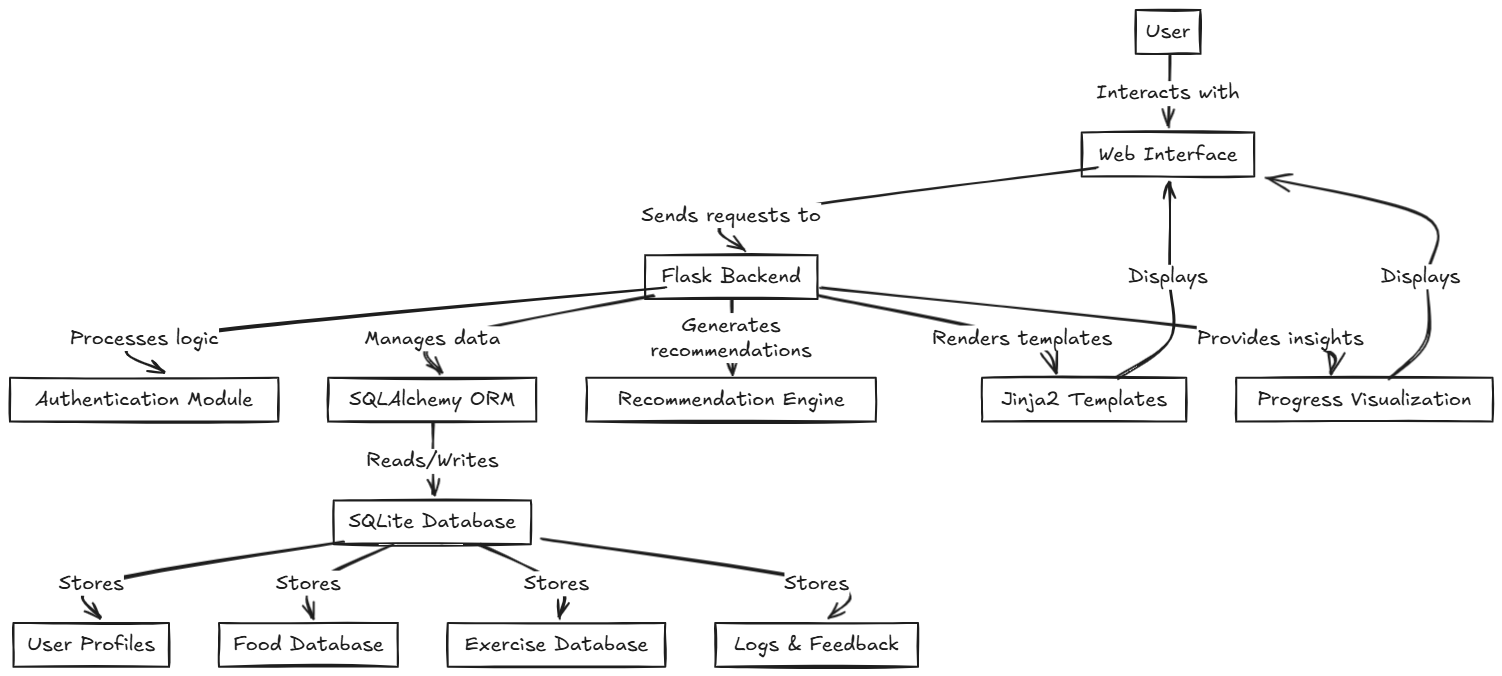 User
Interacts with
Web Interface
Sends requests to
Flask Backend
Displays
Displays
Processes logic
Manages data
Generates
recommendations
Renders templates
Provides insights
Authentication Module
SQLAlchemy ORM
Recommendation Engine
Jinja2 Templates
Progress Visualization
Reads/Writes
SQLite Database
Stores
Stores
Stores
Stores
User Profiles
Food Database
Exercise Database
Logs & Feedback